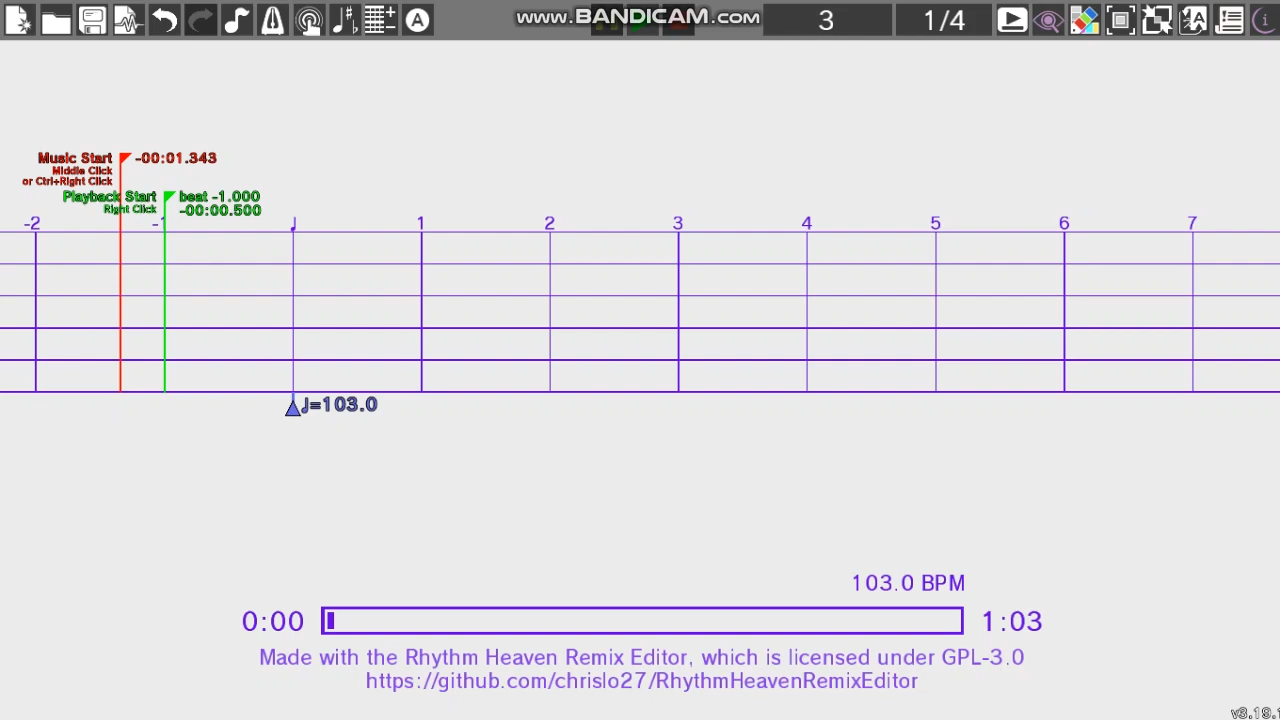 www.BANDICAM.com
3
1/4
A
A
i
Music Start
-00:01.343
Middle Click
or Ctrl+Right Click
Playback Start
beat -1.000
Right Click
-00:00.500
-2 -1 ♩ 1 2 3 4 5 6 7
♩=103.0
103.0 BPM
0:00
1:03
Made with the Rhythm Heaven Remix Editor, which is licensed under GPL-3.0
https://github.com/chrislo27/RhythmHeavenRemixEditor